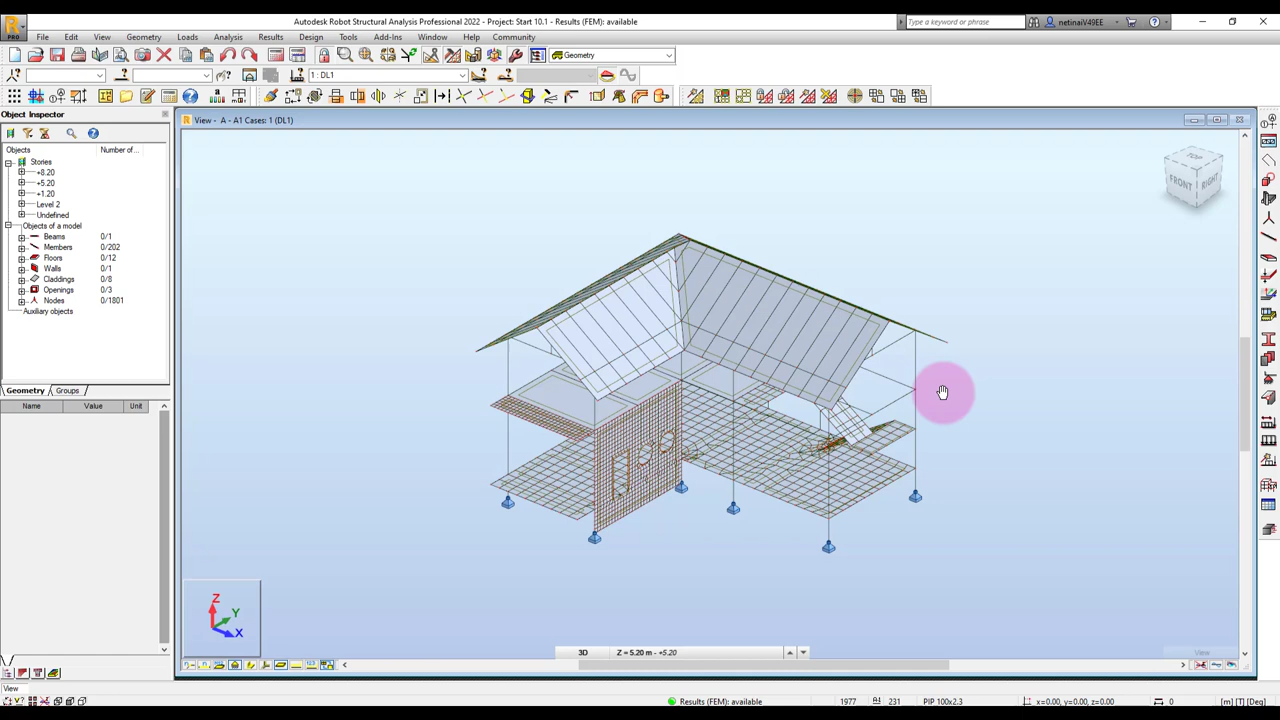 Autodesk Robot Structural Analysis Professional 2022 - Project: Start 10.1 - Results (FEM): available
Type a keyword or phrase
netinaiV49EE
PRO
File Edit View Geometry Loads Analysis Results Design Tools Add-Ins Window Help Community
Geometry
1 : DL1
Object Inspector
View - A - A1 Cases: 1 (DL1)
Objects Number of...
Stories
+8.20
+5.20
+1.20
Level 2
Undefined
Objects of a model
Beams 0/1
Members 0/202
Floors 0/12
Walls 0/1
Claddings 0/8
Openings 0/3
Nodes 0/1801
Auxiliary objects
TOP
FRONT
RIGHT
Geometry Groups
Name Value Unit
Z
Y
X
3D Z = 5.20 m - +5.20
View
View
Results (FEM): available 1977 231 PIP 100x2.3 x=0.00, y=0.00, z=0.00 0 [m] [T] [Deg]